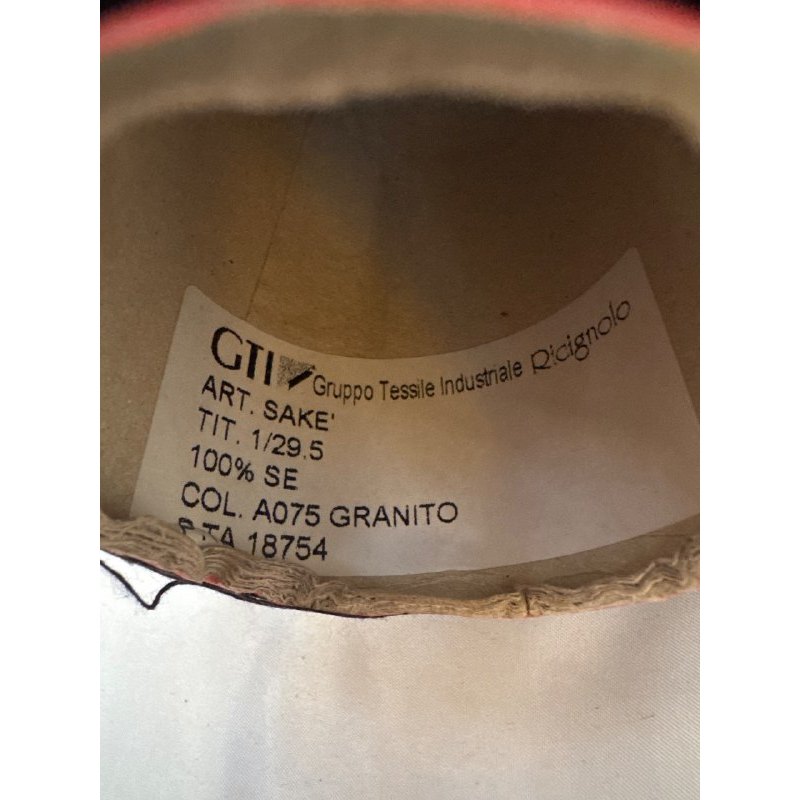 GTI Gruppo Tessile Industriale Ricignolo
ART. SAKE'
TIT. 1/29.5
100% SE
COL. A075 GRANITO
P.TA 18754